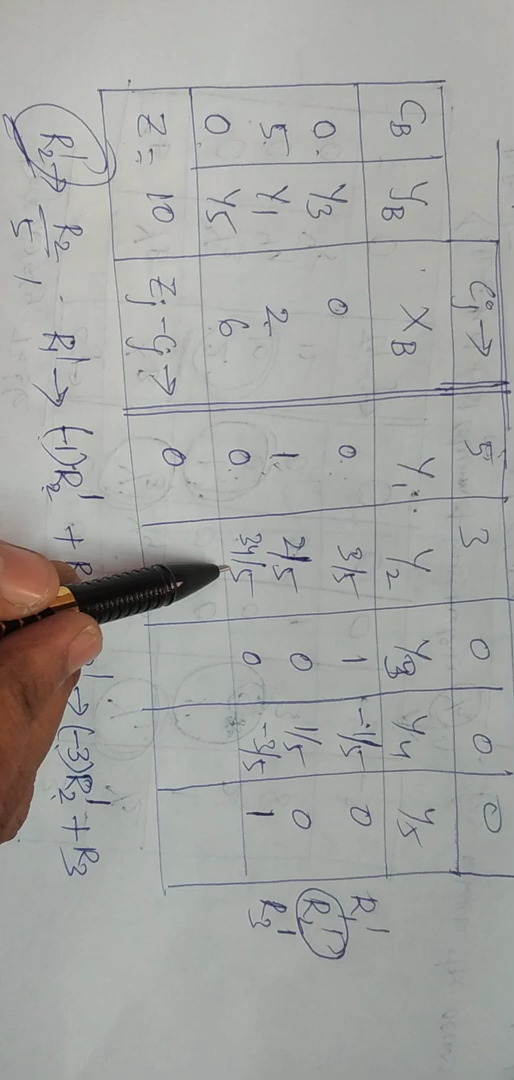 Cj → 5 3 0 0 0
CB YB XB Y1 Y2 Y3 Y4 Y5
0 Y3 0 0 3/5 1 -1/5 0 R1'
5 Y1 2 1 2/5 0 1/5 0 R2'
0 Y5 6 0 34/5 0 -3/5 1 R3'
Z = 10 Zj - Cj → 0
R2' → R2/5, R1' → (-1)R2' + → (-3)R2' + R3